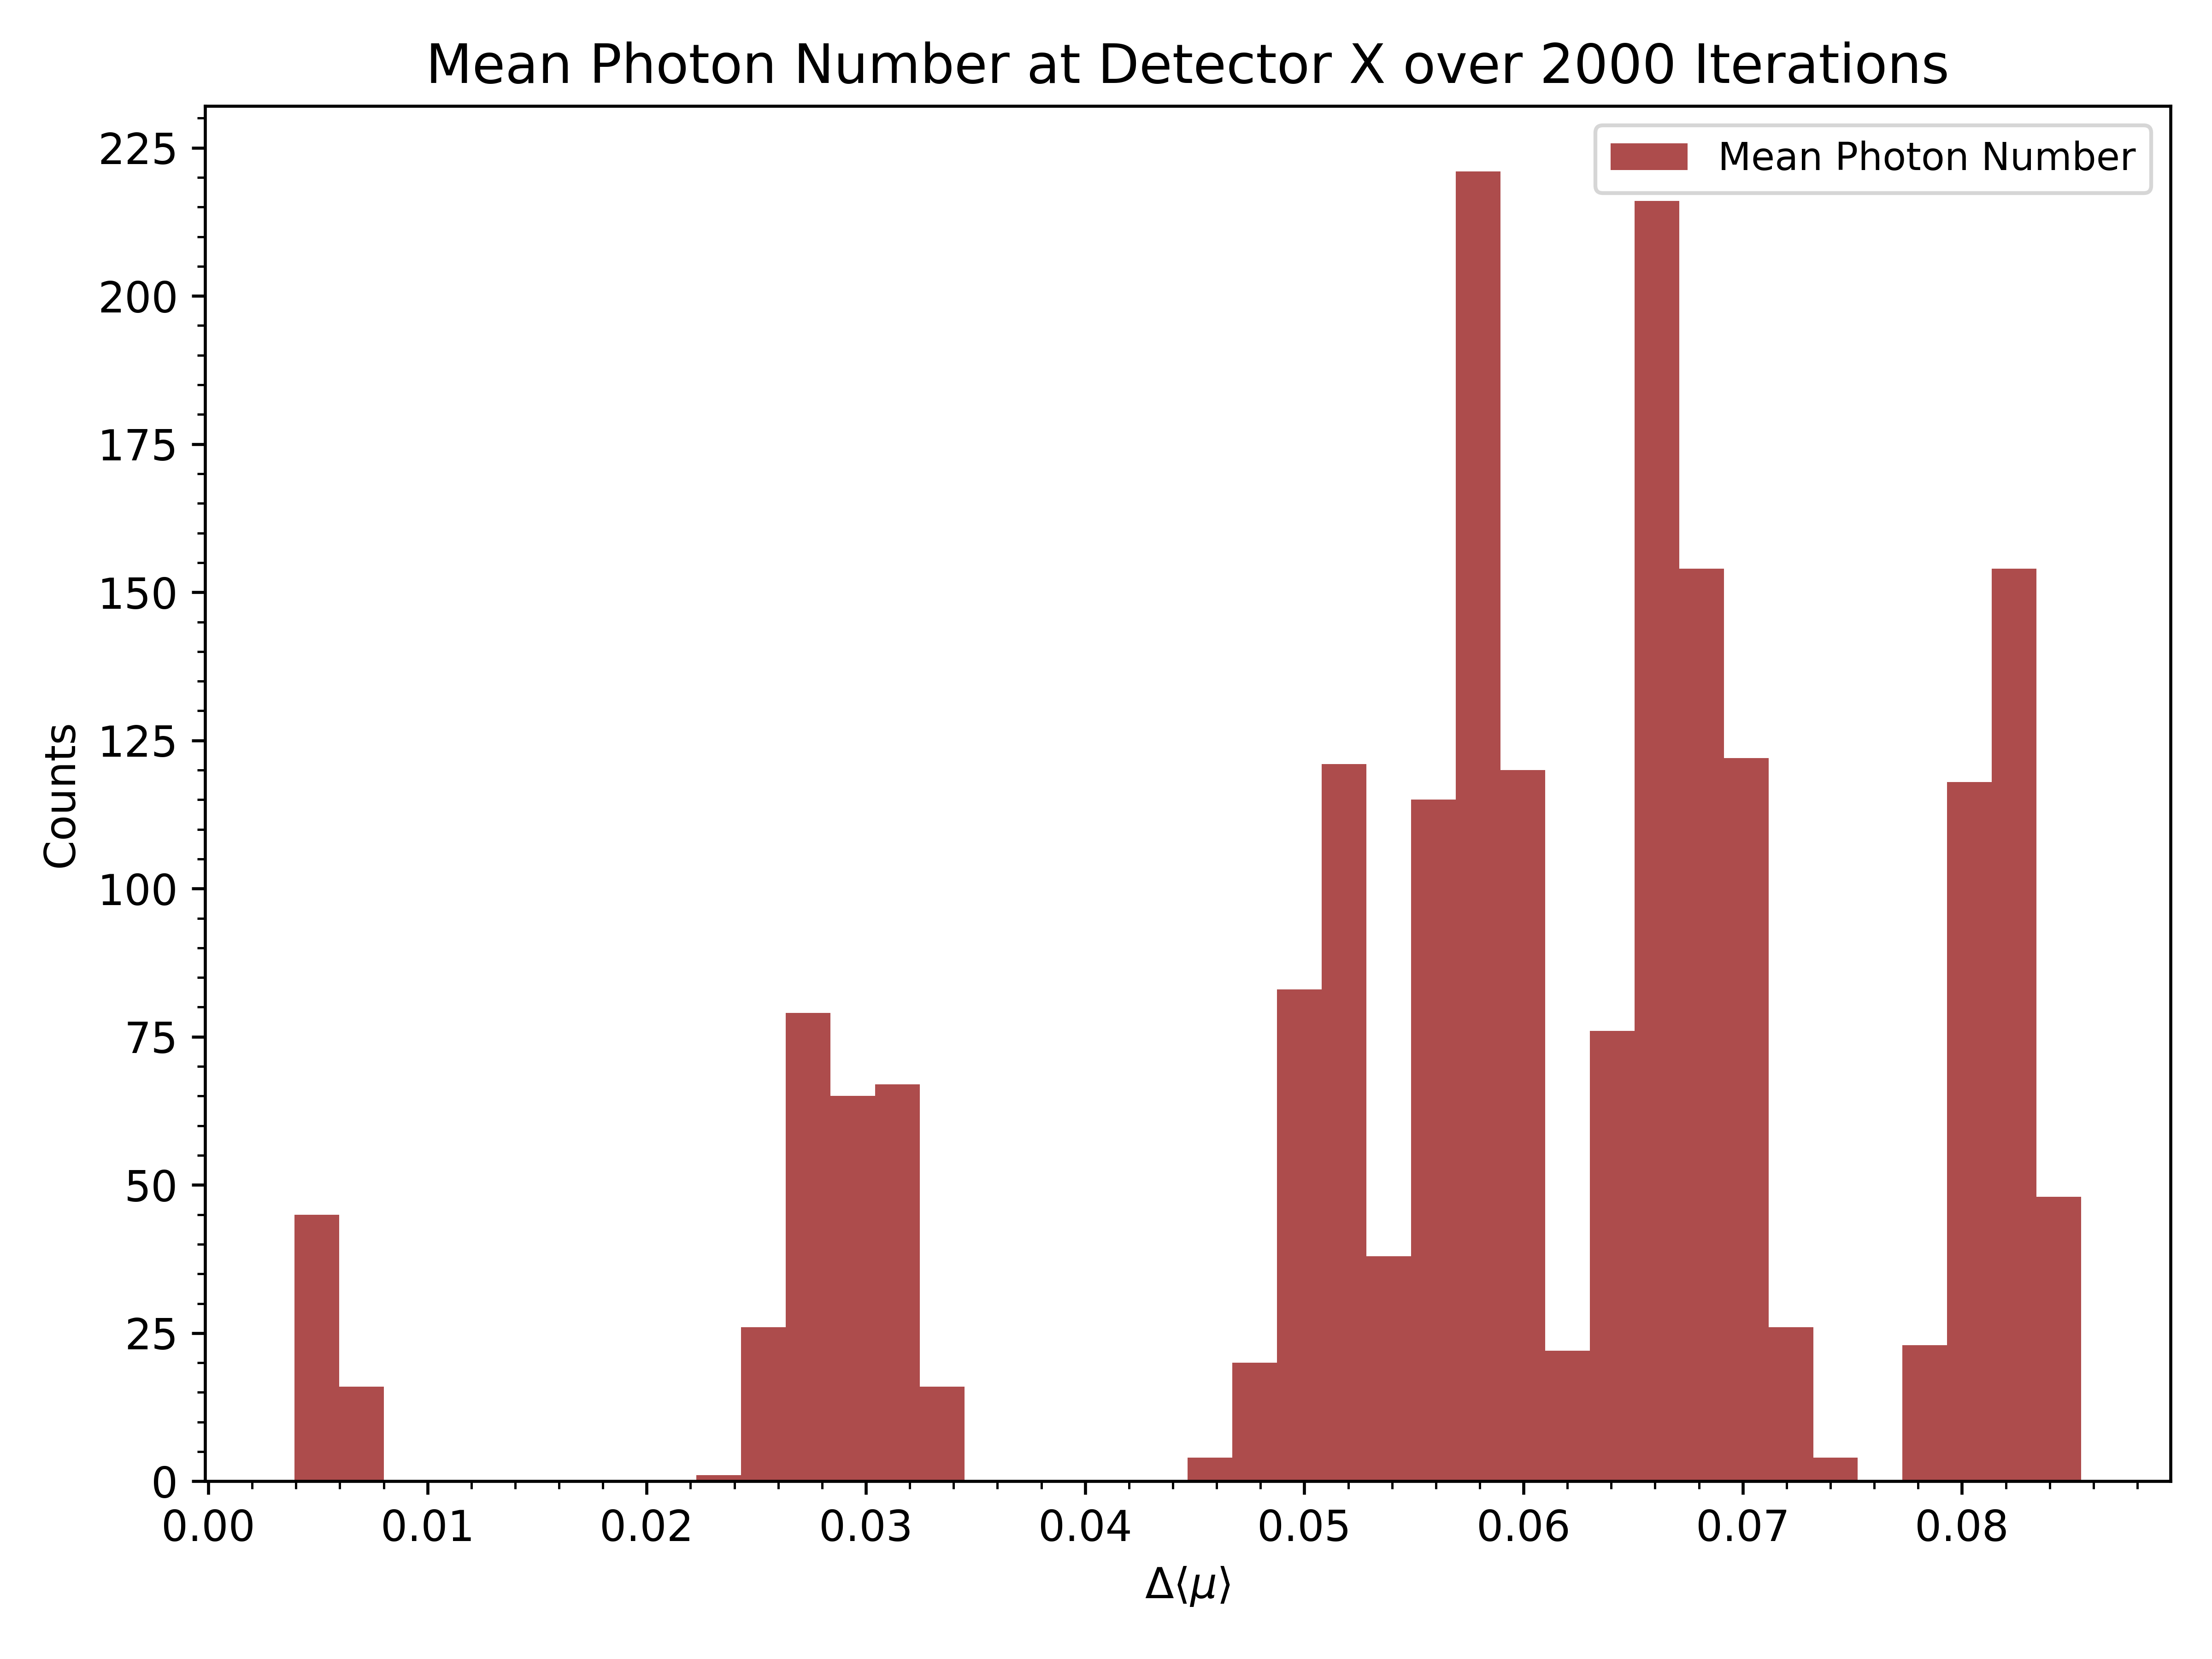 Mean Photon Number at Detector X over 2000 Iterations
Mean Photon Number
225
200
175
150
125
100
75
50
25
0
Counts
0.00 0.01 0.02 0.03 0.04 0.05 0.06 0.07 0.08
Δ⟨μ⟩